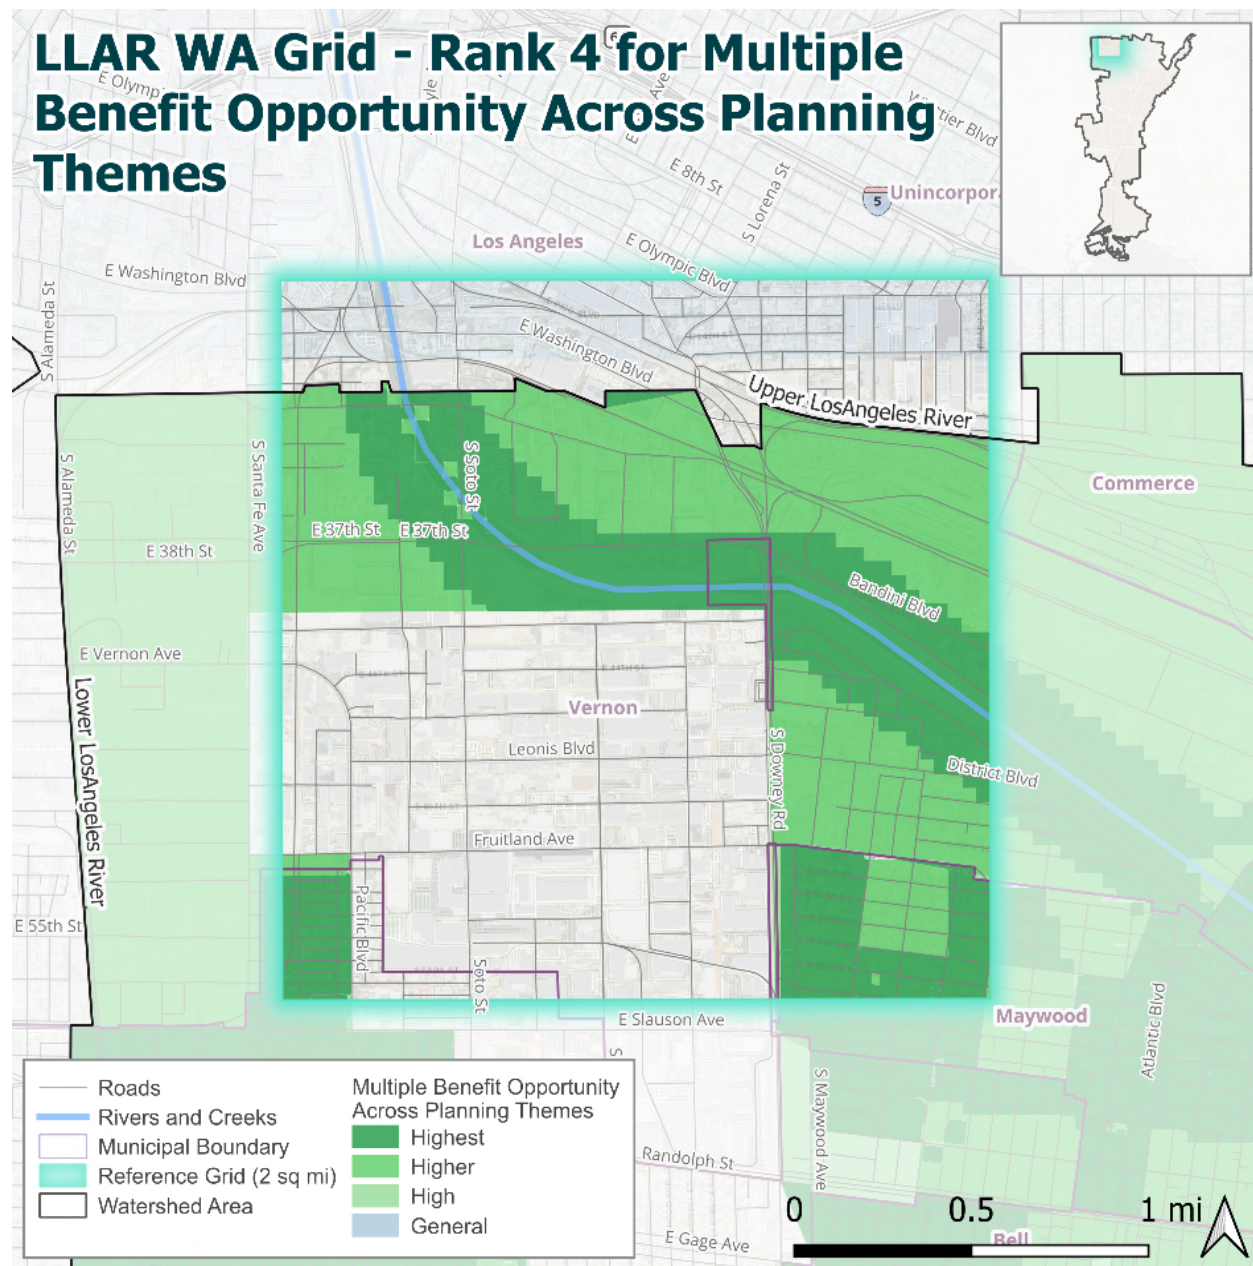 LLAR WA Grid - Rank 4 for Multiple
Benefit Opportunity Across Planning
Themes
E Olymp
Ave
E 8th St
S Lorena St
5
Unincorpora
Los Angeles
E Olympic Blvd
E Washington Blvd
S Alameda St
E Washington Blvd
Upper LosAngeles River
S Alameda St
S Santa Fe Ave
S Soto St
Commerce
E 37th St
E 37th St
E 38th St
Bandini Blvd
E Vernon Ave
Vernon
Lower LosAngeles River
Leonis Blvd
S Downey Rd
District Blvd
Fruitland Ave
Pacific Blvd
E 55th St
Soto St
E Slauson Ave
Maywood
Atlantic Blvd
S Maywood Ave
Randolph St
E Gage Ave
Bell
Roads
Rivers and Creeks
Municipal Boundary
Reference Grid (2 sq mi)
Watershed Area
Multiple Benefit Opportunity
Across Planning Themes
Highest
Higher
High
General
0 0.5 1 mi